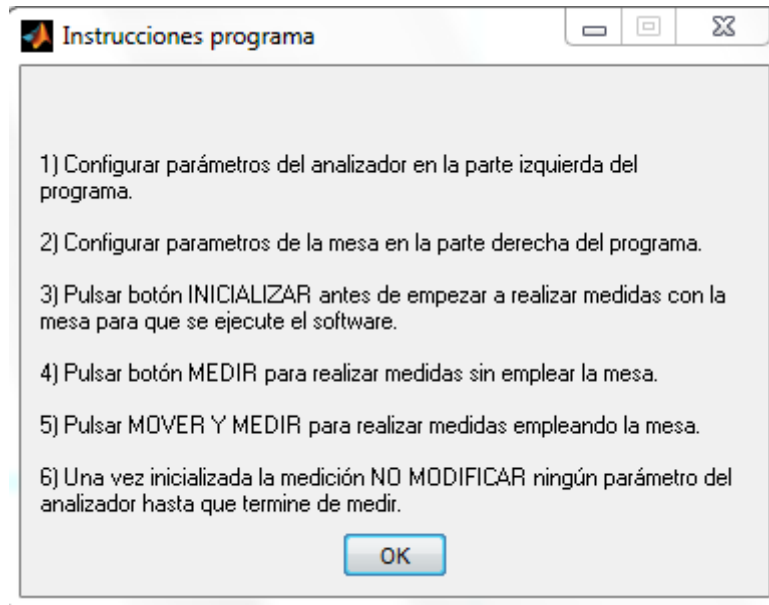 Instrucciones programa
1) Configurar parámetros del analizador en la parte izquierda del
programa.
2) Configurar parametros de la mesa en la parte derecha del programa.
3) Pulsar botón INICIALIZAR antes de empezar a realizar medidas con la
mesa para que se ejecute el software.
4) Pulsar botón MEDIR para realizar medidas sin emplear la mesa.
5) Pulsar MOVER Y MEDIR para realizar medidas empleando la mesa.
6) Una vez inicializada la medición NO MODIFICAR ningún parámetro del
analizador hasta que termine de medir.
OK